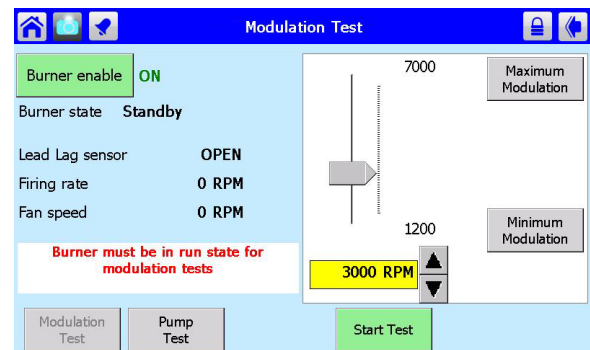 Modulation Test
Burner enable ON
Burner state Standby
Lead Lag sensor OPEN
Firing rate 0 RPM
Fan speed 0 RPM
Burner must be in run state for
modulation tests
Modulation
Test
Pump
Test
7000
1200
3000 RPM
Maximum
Modulation
Minimum
Modulation
Start Test